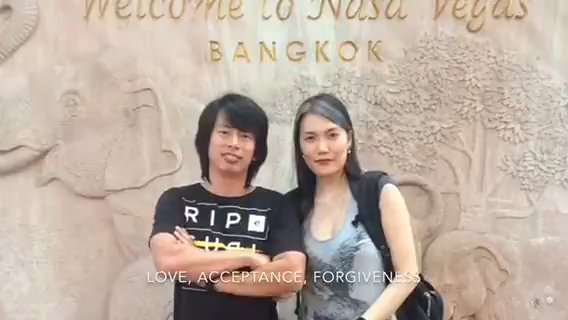 Welcome to Nasa Vegas
BANGKOK
RIP
LOVE, ACCEPTANCE, FORGIVENESS